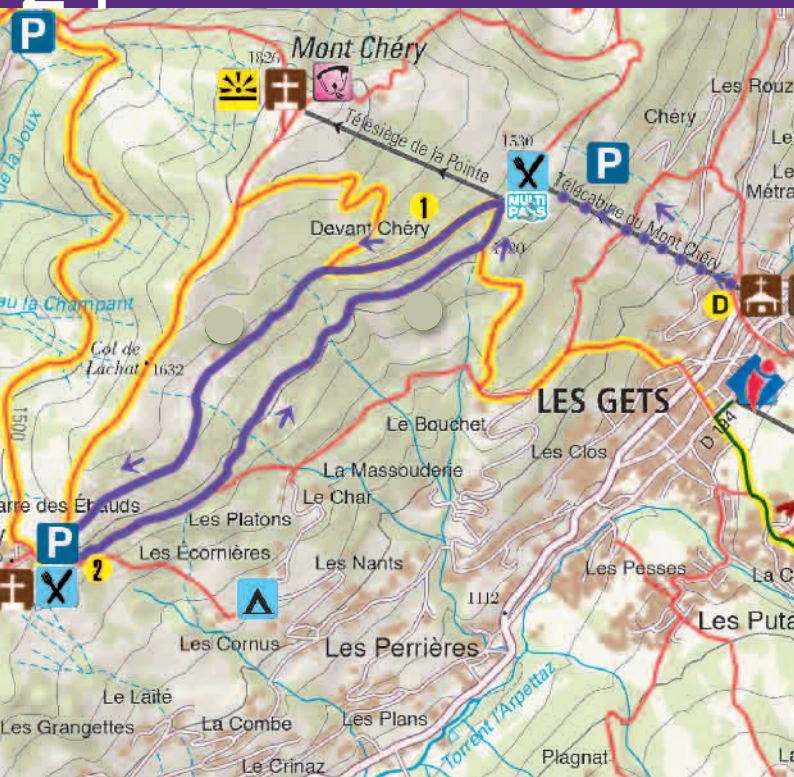 P
Mont Chéry
1826
Les Rouz
de la Joux
Chéry
Télésiège de la Pointe
1530
P
MULTI
PASS
Télécabine du Mont Chéry
Métra
1
Devant Chéry
au la Champant
D
Col de
Lachat 1632
1500
LES GETS
D
Le Bouchet
Les Clos
La Massouderie
Le Char
arre des Ébauds
Les Platons
P
2
Les Ecornières
Les Nants
Les Pesses
La C
1112
Les Puta
Les Cornus
Les Perrières
Torrent l'Arpettaz
Le Laité
Les Grangettes
La Combe
Les Plans
Le Crinaz
Plagnat